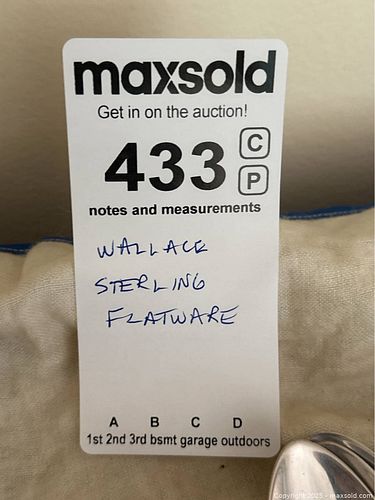 maxsold
Get in on the auction!
433 C
P
notes and measurements
WALLACE
STERLING
FLATWARE
A B C D
1st 2nd 3rd bsmt garage outdoors
Copyright 2025 - maxsold.com